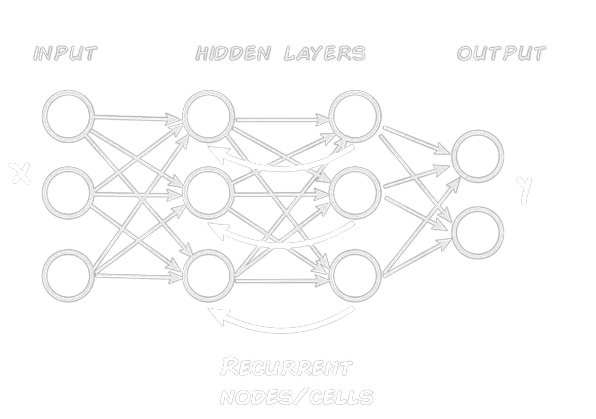 INPUT
HIDDEN LAYERS
OUTPUT
X
Y
RECURRENT
NODES/CELLS